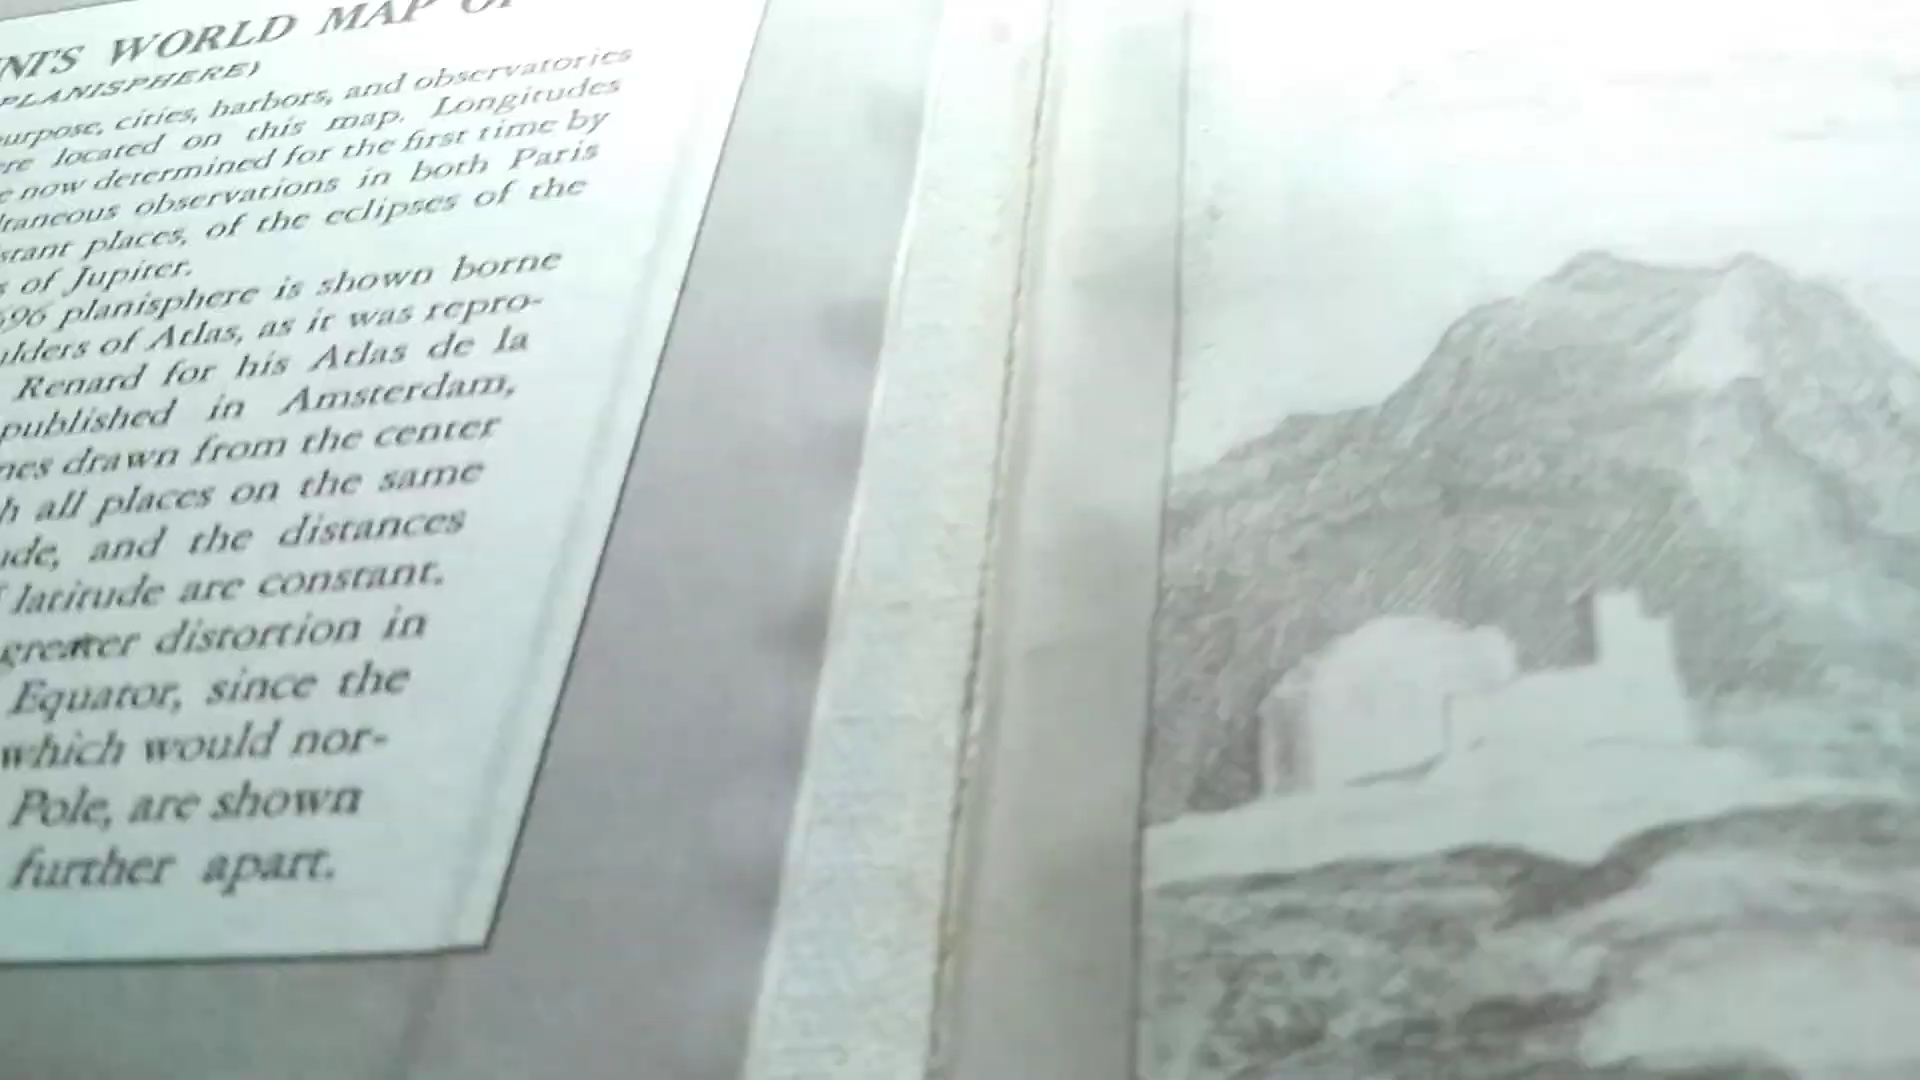 WORLD MAP
PLANISPHERE)
purpose, cities, harbors, and observatories
located on this map. Longitudes
now determined for the first time by
observations in both Paris
places, of the eclipses of the
of Jupiter.
planisphere is shown borne
of Atlas, as it was repro-
Renard for his Atlas de la
published in Amsterdam,
drawn from the center
all places on the same
and the distances
latitude are constant.
greater distortion in
Equator, since the
which would nor-
Pole, are shown
further apart.